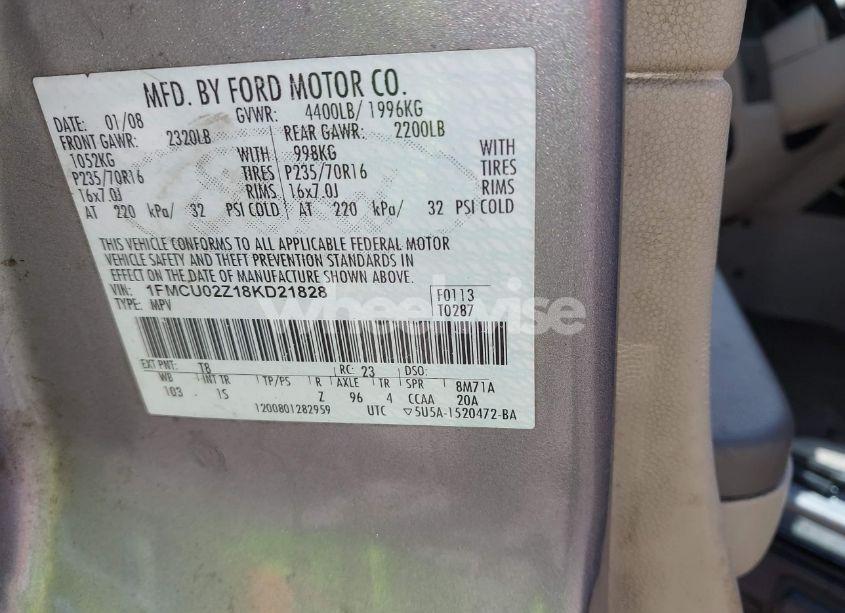 MFD. BY FORD MOTOR CO.
DATE: 01/08 GVWR: 4400LB/ 1996KG
FRONT GAWR: 2320LB REAR GAWR: 2200LB
1052KG WITH 998KG WITH
P235/70R16 TIRES P235/70R16 TIRES
16x7.0J RIMS 16x7.0J RIMS
AT 220 kPa/ 32 PSI COLD AT 220 kPa/ 32 PSI COLD
THIS VEHICLE CONFORMS TO ALL APPLICABLE FEDERAL MOTOR
VEHICLE SAFETY AND THEFT PREVENTION STANDARDS IN
EFFECT ON THE DATE OF MANUFACTURE SHOWN ABOVE.
VIN: 1FMCU02Z18KD21828 F0113
TYPE: MPV T0287
Wheelwise
EXT PNT: T8 RC: 23 DSO:
WB INT TR TP/PS R AXLE TR SPR 8M71A
103 1S Z 96 4 CCAA 20A
1200801282959 UTC ▽5U5A-1520472-BA